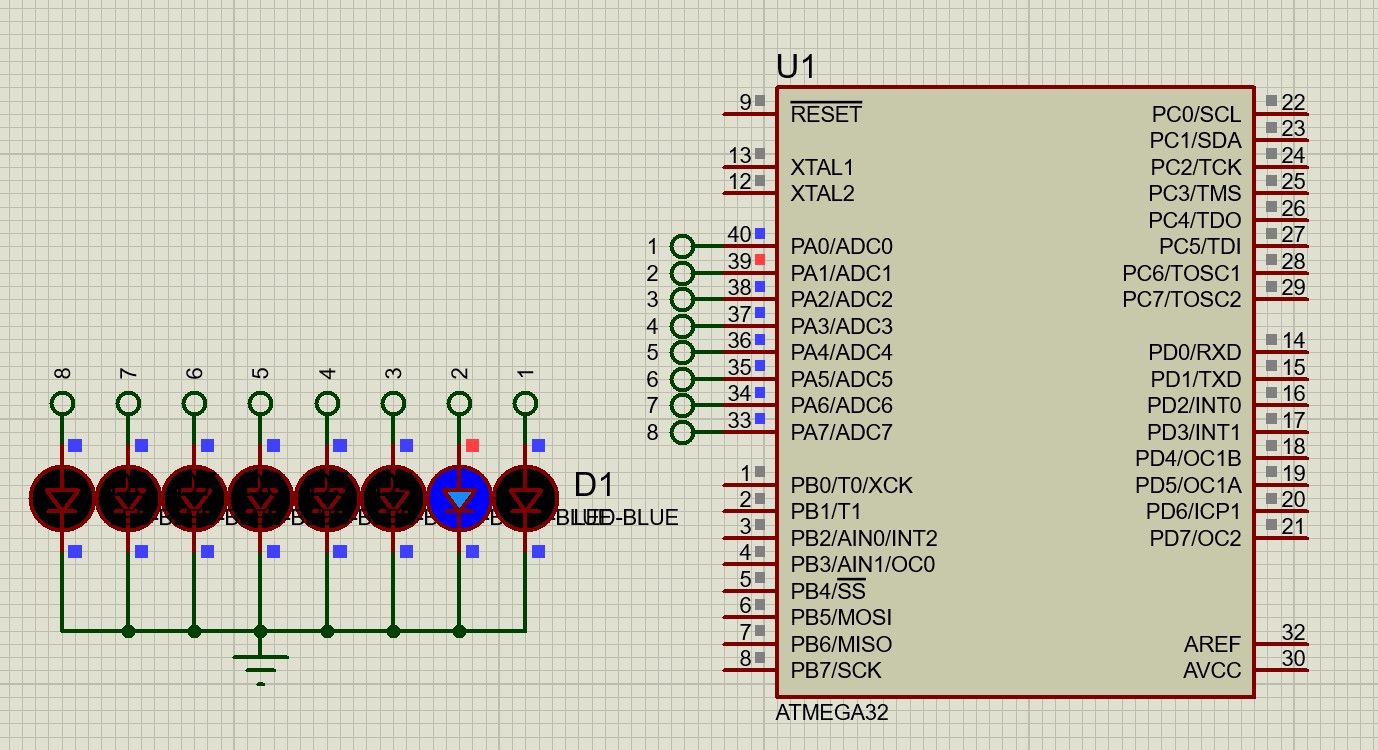 U1
9 RESET PC0/SCL 22
PC1/SDA 23
13 XTAL1 PC2/TCK 24
12 XTAL2 PC3/TMS 25
PC4/TDO 26
1 40 PA0/ADC0 PC5/TDI 27
2 39 PA1/ADC1 PC6/TOSC1 28
3 38 PA2/ADC2 PC7/TOSC2 29
4 37 PA3/ADC3
5 36 PA4/ADC4 PD0/RXD 14
6 35 PA5/ADC5 PD1/TXD 15
7 34 PA6/ADC6 PD2/INT0 16
8 33 PA7/ADC7 PD3/INT1 17
PD4/OC1B 18
1 PB0/T0/XCK PD5/OC1A 19
2 PB1/T1 PD6/ICP1 20
3 PB2/AIN0/INT2 PD7/OC2 21
4 PB3/AIN1/OC0
5 PB4/SS
6 PB5/MOSI
7 PB6/MISO AREF 32
8 PB7/SCK AVCC 30
ATMEGA32
8 7 6 5 4 3 2 1
D1
LED-BLUE